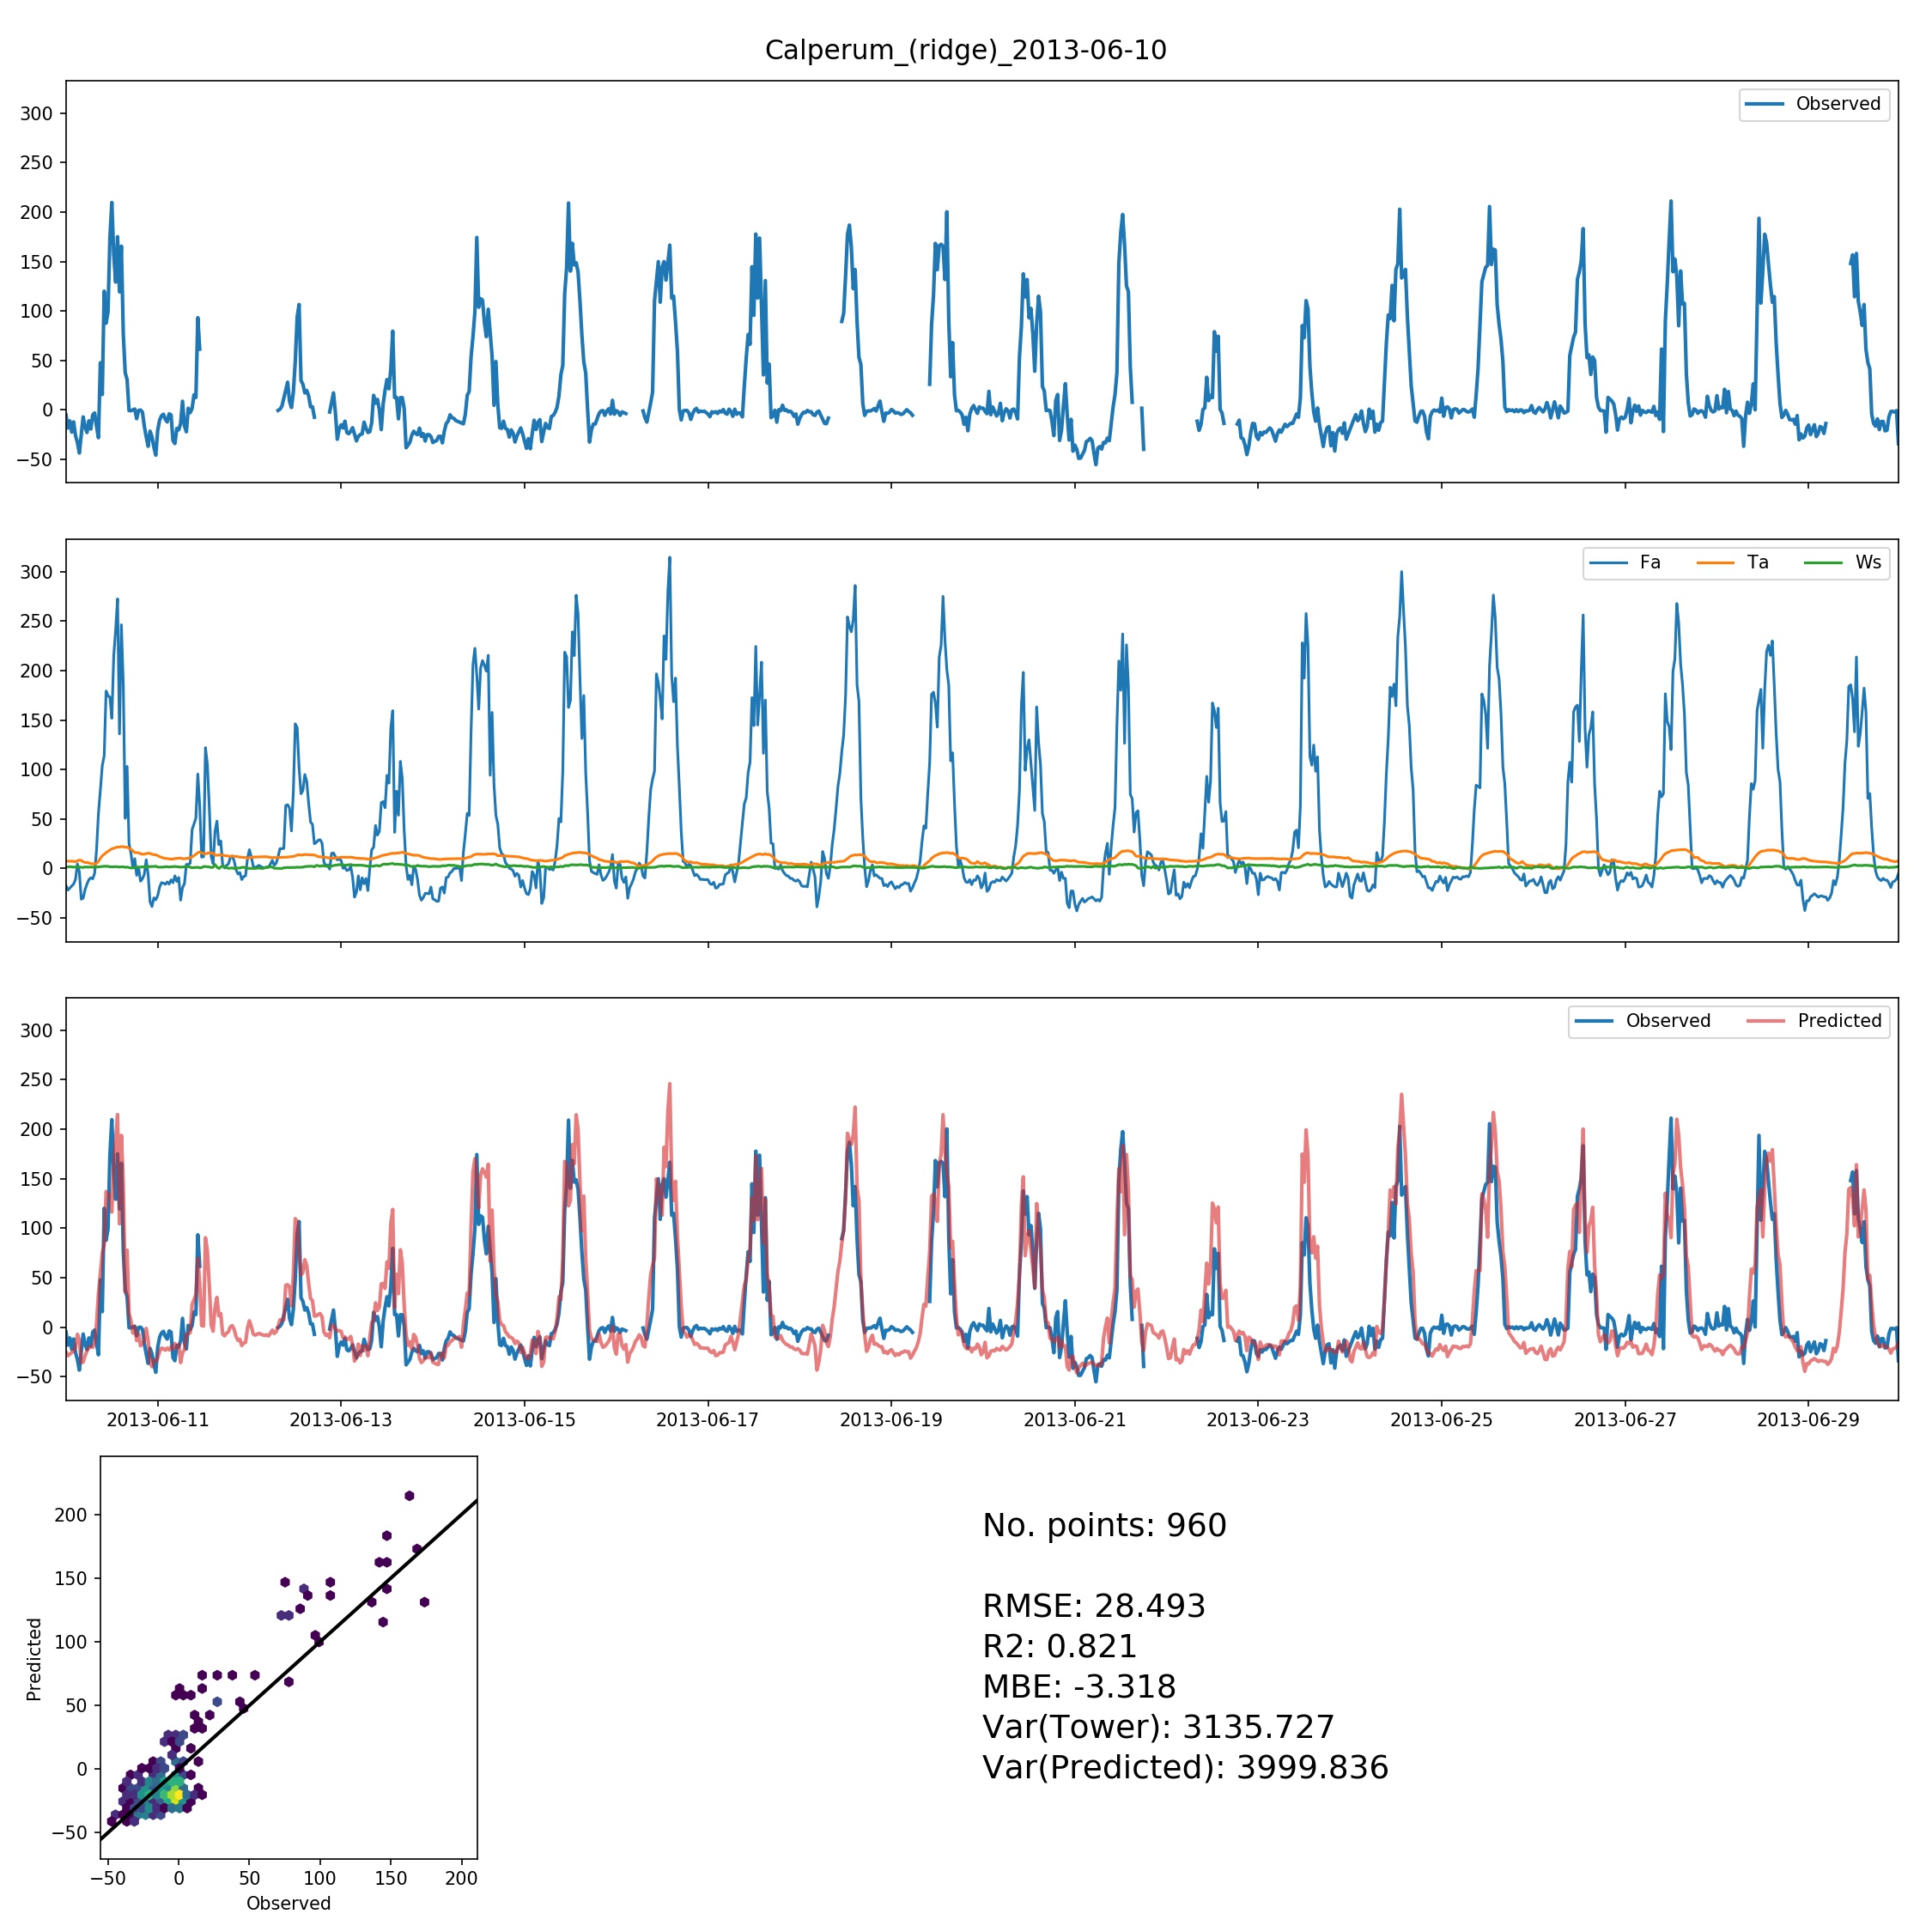 Calperum_(ridge)_2013-06-10
Observed
300
250
200
150
100
50
0
−50
Fa Ta Ws
300
250
200
150
100
50
0
−50
Observed Predicted
300
250
200
150
100
50
0
−50
2013-06-11 2013-06-13 2013-06-15 2013-06-17 2013-06-19 2013-06-21 2013-06-23 2013-06-25 2013-06-27 2013-06-29
Predicted
200
150
100
50
0
−50
−50 0 50 100 150 200
Observed
No. points: 960
RMSE: 28.493
R2: 0.821
MBE: -3.318
Var(Tower): 3135.727
Var(Predicted): 3999.836